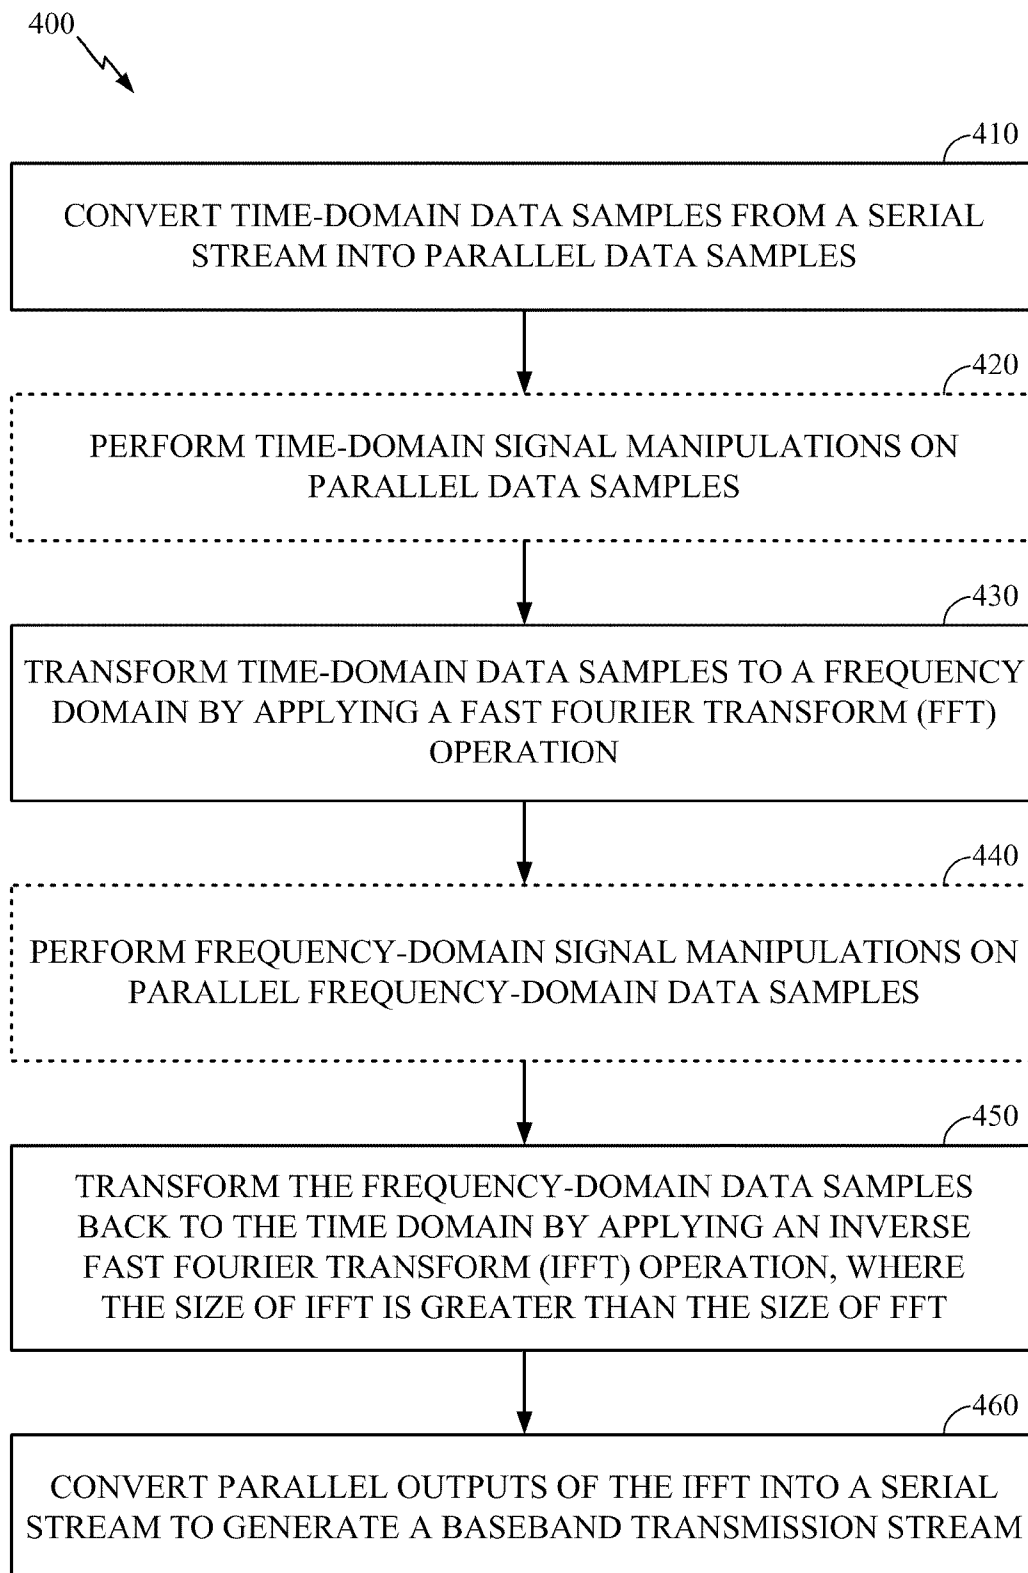 400
410
CONVERT TIME-DOMAIN DATA SAMPLES FROM A SERIAL
STREAM INTO PARALLEL DATA SAMPLES
420
PERFORM TIME-DOMAIN SIGNAL MANIPULATIONS ON
PARALLEL DATA SAMPLES
430
TRANSFORM TIME-DOMAIN DATA SAMPLES TO A FREQUENCY
DOMAIN BY APPLYING A FAST FOURIER TRANSFORM (FFT)
OPERATION
440
PERFORM FREQUENCY-DOMAIN SIGNAL MANIPULATIONS ON
PARALLEL FREQUENCY-DOMAIN DATA SAMPLES
450
TRANSFORM THE FREQUENCY-DOMAIN DATA SAMPLES
BACK TO THE TIME DOMAIN BY APPLYING AN INVERSE
FAST FOURIER TRANSFORM (IFFT) OPERATION, WHERE
THE SIZE OF IFFT IS GREATER THAN THE SIZE OF FFT
460
CONVERT PARALLEL OUTPUTS OF THE IFFT INTO A SERIAL
STREAM TO GENERATE A BASEBAND TRANSMISSION STREAM